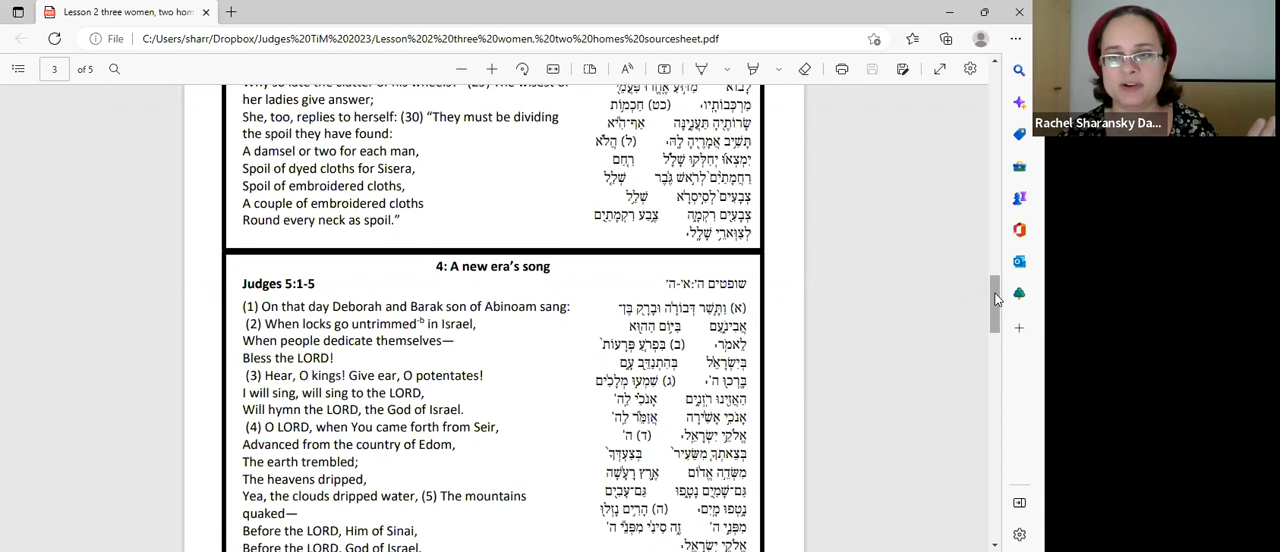 Lesson 2 three women, two hom
File
C:/Users/sharr/Dropbox/Judges%20TiM%202023/Lesson%202%20three%20women.%20two%20homes%20sourcesheet.pdf
3 of 5
her ladies give answer;
She, too, replies to herself: (30) “They must be dividing
the spoil they have found:
A damsel or two for each man,
Spoil of dyed cloths for Sisera,
Spoil of embroidered cloths,
A couple of embroidered cloths
Round every neck as spoil.”
מַרְכְּבוֹתָיו׃ (כט) חַכְמוֹת
שָׂרוֹתֶיהָ תַּעֲנֶינָּה אַף־הִיא
תָּשִׁיב אֲמָרֶיהָ לָהּ׃ (ל) הֲלֹא
יִמְצְאוּ יְחַלְּקוּ שָׁלָל רַחַם
רַחֲמָתַיִם לְרֹאשׁ גֶּבֶר שְׁלַל
צְבָעִים לְסִיסְרָא שְׁלַל
צְבָעִים רִקְמָה צֶבַע רִקְמָתַיִם
לְצַוְּארֵי שָׁלָל׃
4: A new era’s song
Judges 5:1-5
שופטים ה׳:א׳-ה׳
(1) On that day Deborah and Barak son of Abinoam sang:
(2) When locks go untrimmed-b in Israel,
When people dedicate themselves—
Bless the LORD!
(3) Hear, O kings! Give ear, O potentates!
I will sing, will sing to the LORD,
Will hymn the LORD, the God of Israel.
(4) O LORD, when You came forth from Seir,
Advanced from the country of Edom,
The earth trembled;
The heavens dripped,
Yea, the clouds dripped water, (5) The mountains
quaked—
Before the LORD, Him of Sinai,
Before the LORD, God of Israel.
(א) וַתָּשַׁר דְּבוֹרָה וּבָרָק בֶּן־
אֲבִינֹעַם בַּיּוֹם הַהוּא
לֵאמֹר׃ (ב) בִּפְרֹעַ פְּרָעוֹת
בְּיִשְׂרָאֵל בְּהִתְנַדֵּב עָם
בָּרְכוּ ה׳׃ (ג) שִׁמְעוּ מְלָכִים
הַאֲזִינוּ רֹזְנִים אָנֹכִי לַה׳
אָנֹכִי אָשִׁירָה אֲזַמֵּר לַה׳
אֱלֹקֵי יִשְׂרָאֵל׃ (ד) ה׳
בְּצֵאתְךָ מִשֵּׂעִיר בְּצַעְדְּךָ
מִשְּׂדֵה אֱדוֹם אֶרֶץ רָעָשָׁה
גַּם־שָׁמַיִם נָטָפוּ גַּם־עָבִים
נָטְפוּ מָיִם׃ (ה) הָרִים נָזְלוּ
מִפְּנֵי ה׳ זֶה סִינַי מִפְּנֵי ה׳
אֱלֹקֵי יִשְׂרָאֵל׃
Rachel Sharansky Da...